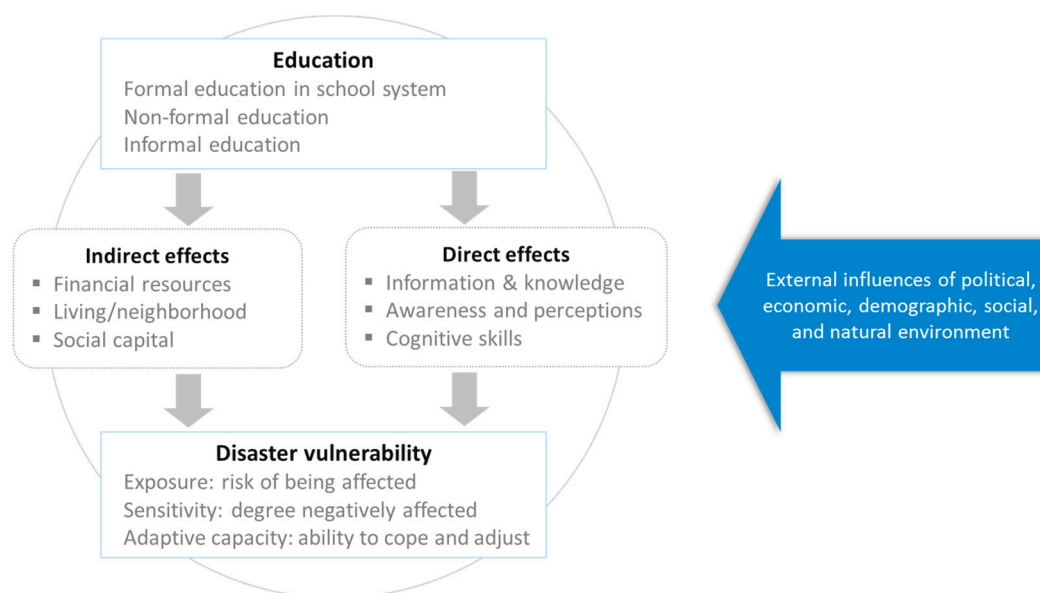 Education
Formal education in school system
Non-formal education
Informal education
Indirect effects
▪ Financial resources
▪ Living/neighborhood
▪ Social capital
Direct effects
▪ Information & knowledge
▪ Awareness and perceptions
▪ Cognitive skills
External influences of political,
economic, demographic, social,
and natural environment
Disaster vulnerability
Exposure: risk of being affected
Sensitivity: degree negatively affected
Adaptive capacity: ability to cope and adjust